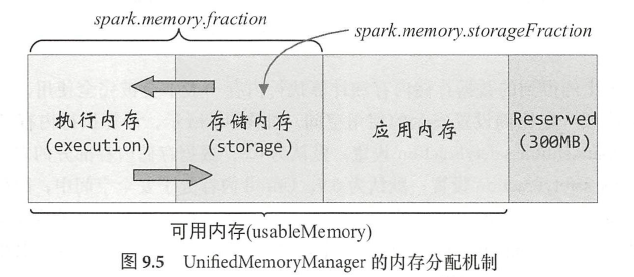 spark.memory.fraction
spark.memory.storageFraction
执行内存
(execution)
存储内存
(storage)
应用内存
Reserved
(300MB)
可用内存(usableMemory)
图 9.5 UnifiedMemoryManager 的内存分配机制